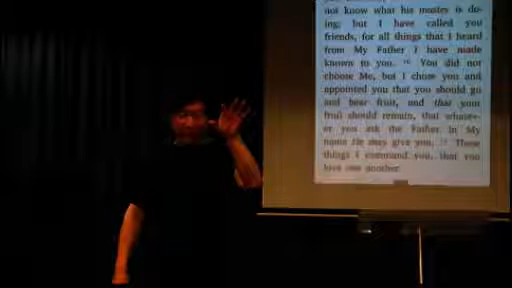 not know what his master is do-
ing; but I have called you
friends, for all things that I heard
from My Father I have made
known to you. 16 You did not
choose Me, but I chose you and
appointed you that you should go
and bear fruit, and that your
fruit should remain, that whatev-
er you ask the Father in My
name He may give you. 17 These
things I command you, that you
love one another.